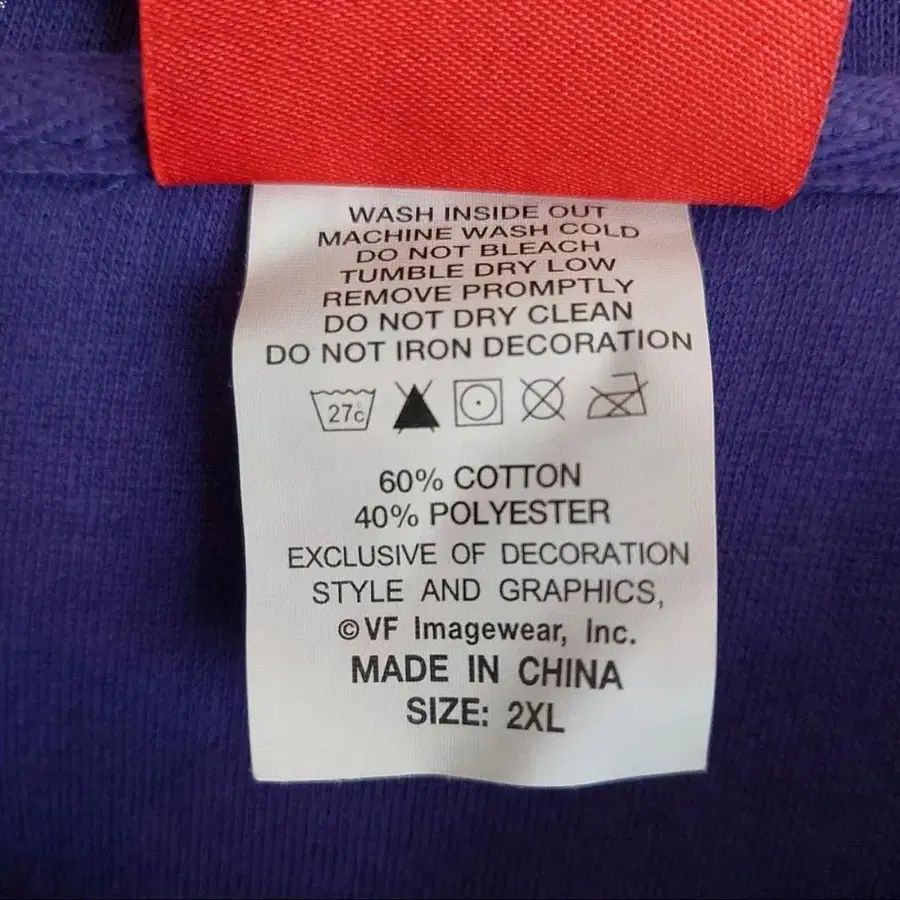 WASH INSIDE OUT
MACHINE WASH COLD
DO NOT BLEACH
TUMBLE DRY LOW
REMOVE PROMPTLY
DO NOT DRY CLEAN
DO NOT IRON DECORATION
27c
60% COTTON
40% POLYESTER
EXCLUSIVE OF DECORATION
STYLE AND GRAPHICS,
©VF Imagewear, Inc.
MADE IN CHINA
SIZE: 2XL